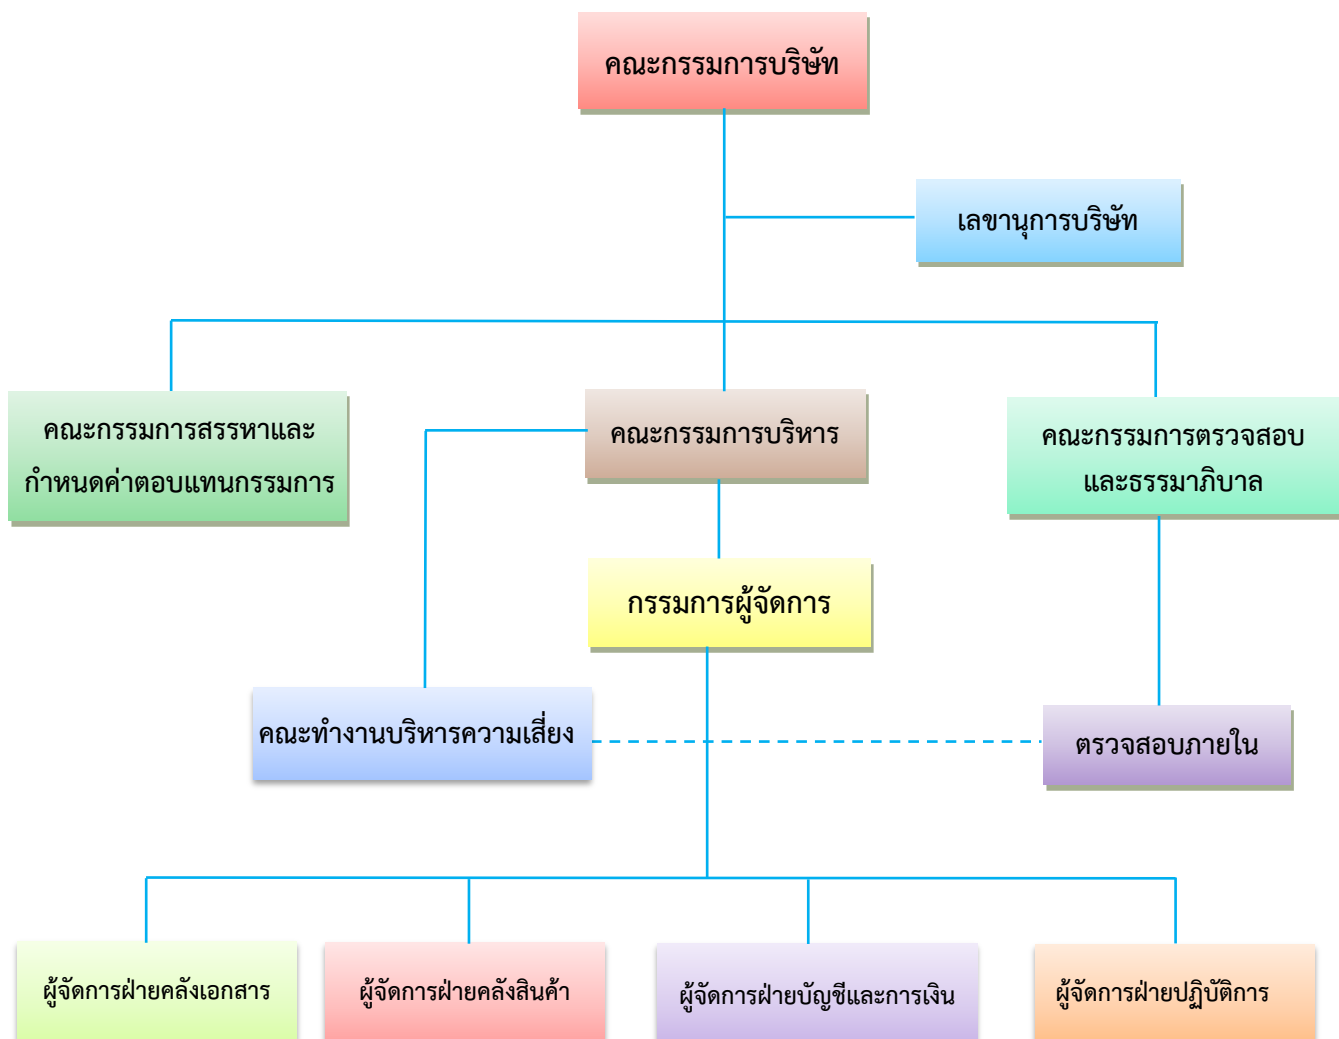 คณะกรรมการบริษัท
เลขานุการบริษัท
คณะกรรมการสรรหาและ
กำหนดค่าตอบแทนกรรมการ
คณะกรรมการบริหาร
คณะกรรมการตรวจสอบ
และธรรมาภิบาล
กรรมการผู้จัดการ
คณะทำงานบริหารความเสี่ยง
ตรวจสอบภายใน
ผู้จัดการฝ่ายคลังเอกสาร
ผู้จัดการฝ่ายคลังสินค้า
ผู้จัดการฝ่ายบัญชีและการเงิน
ผู้จัดการฝ่ายปฏิบัติการ